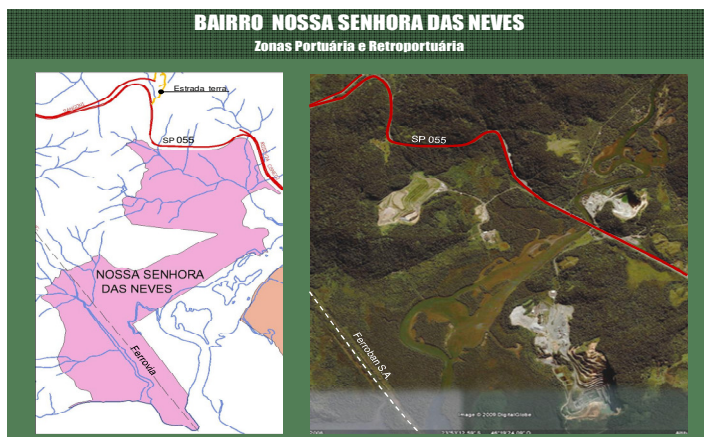 BAIRRO NOSSA SENHORA DAS NEVES
Zonas Portuária e Retroportuária
Estrada terra
SP 055
NOSSA SENHORA
DAS NEVES
Ferrovia
SP 055
Ferroban S.A.
Image © 2006 DigitalGlobe